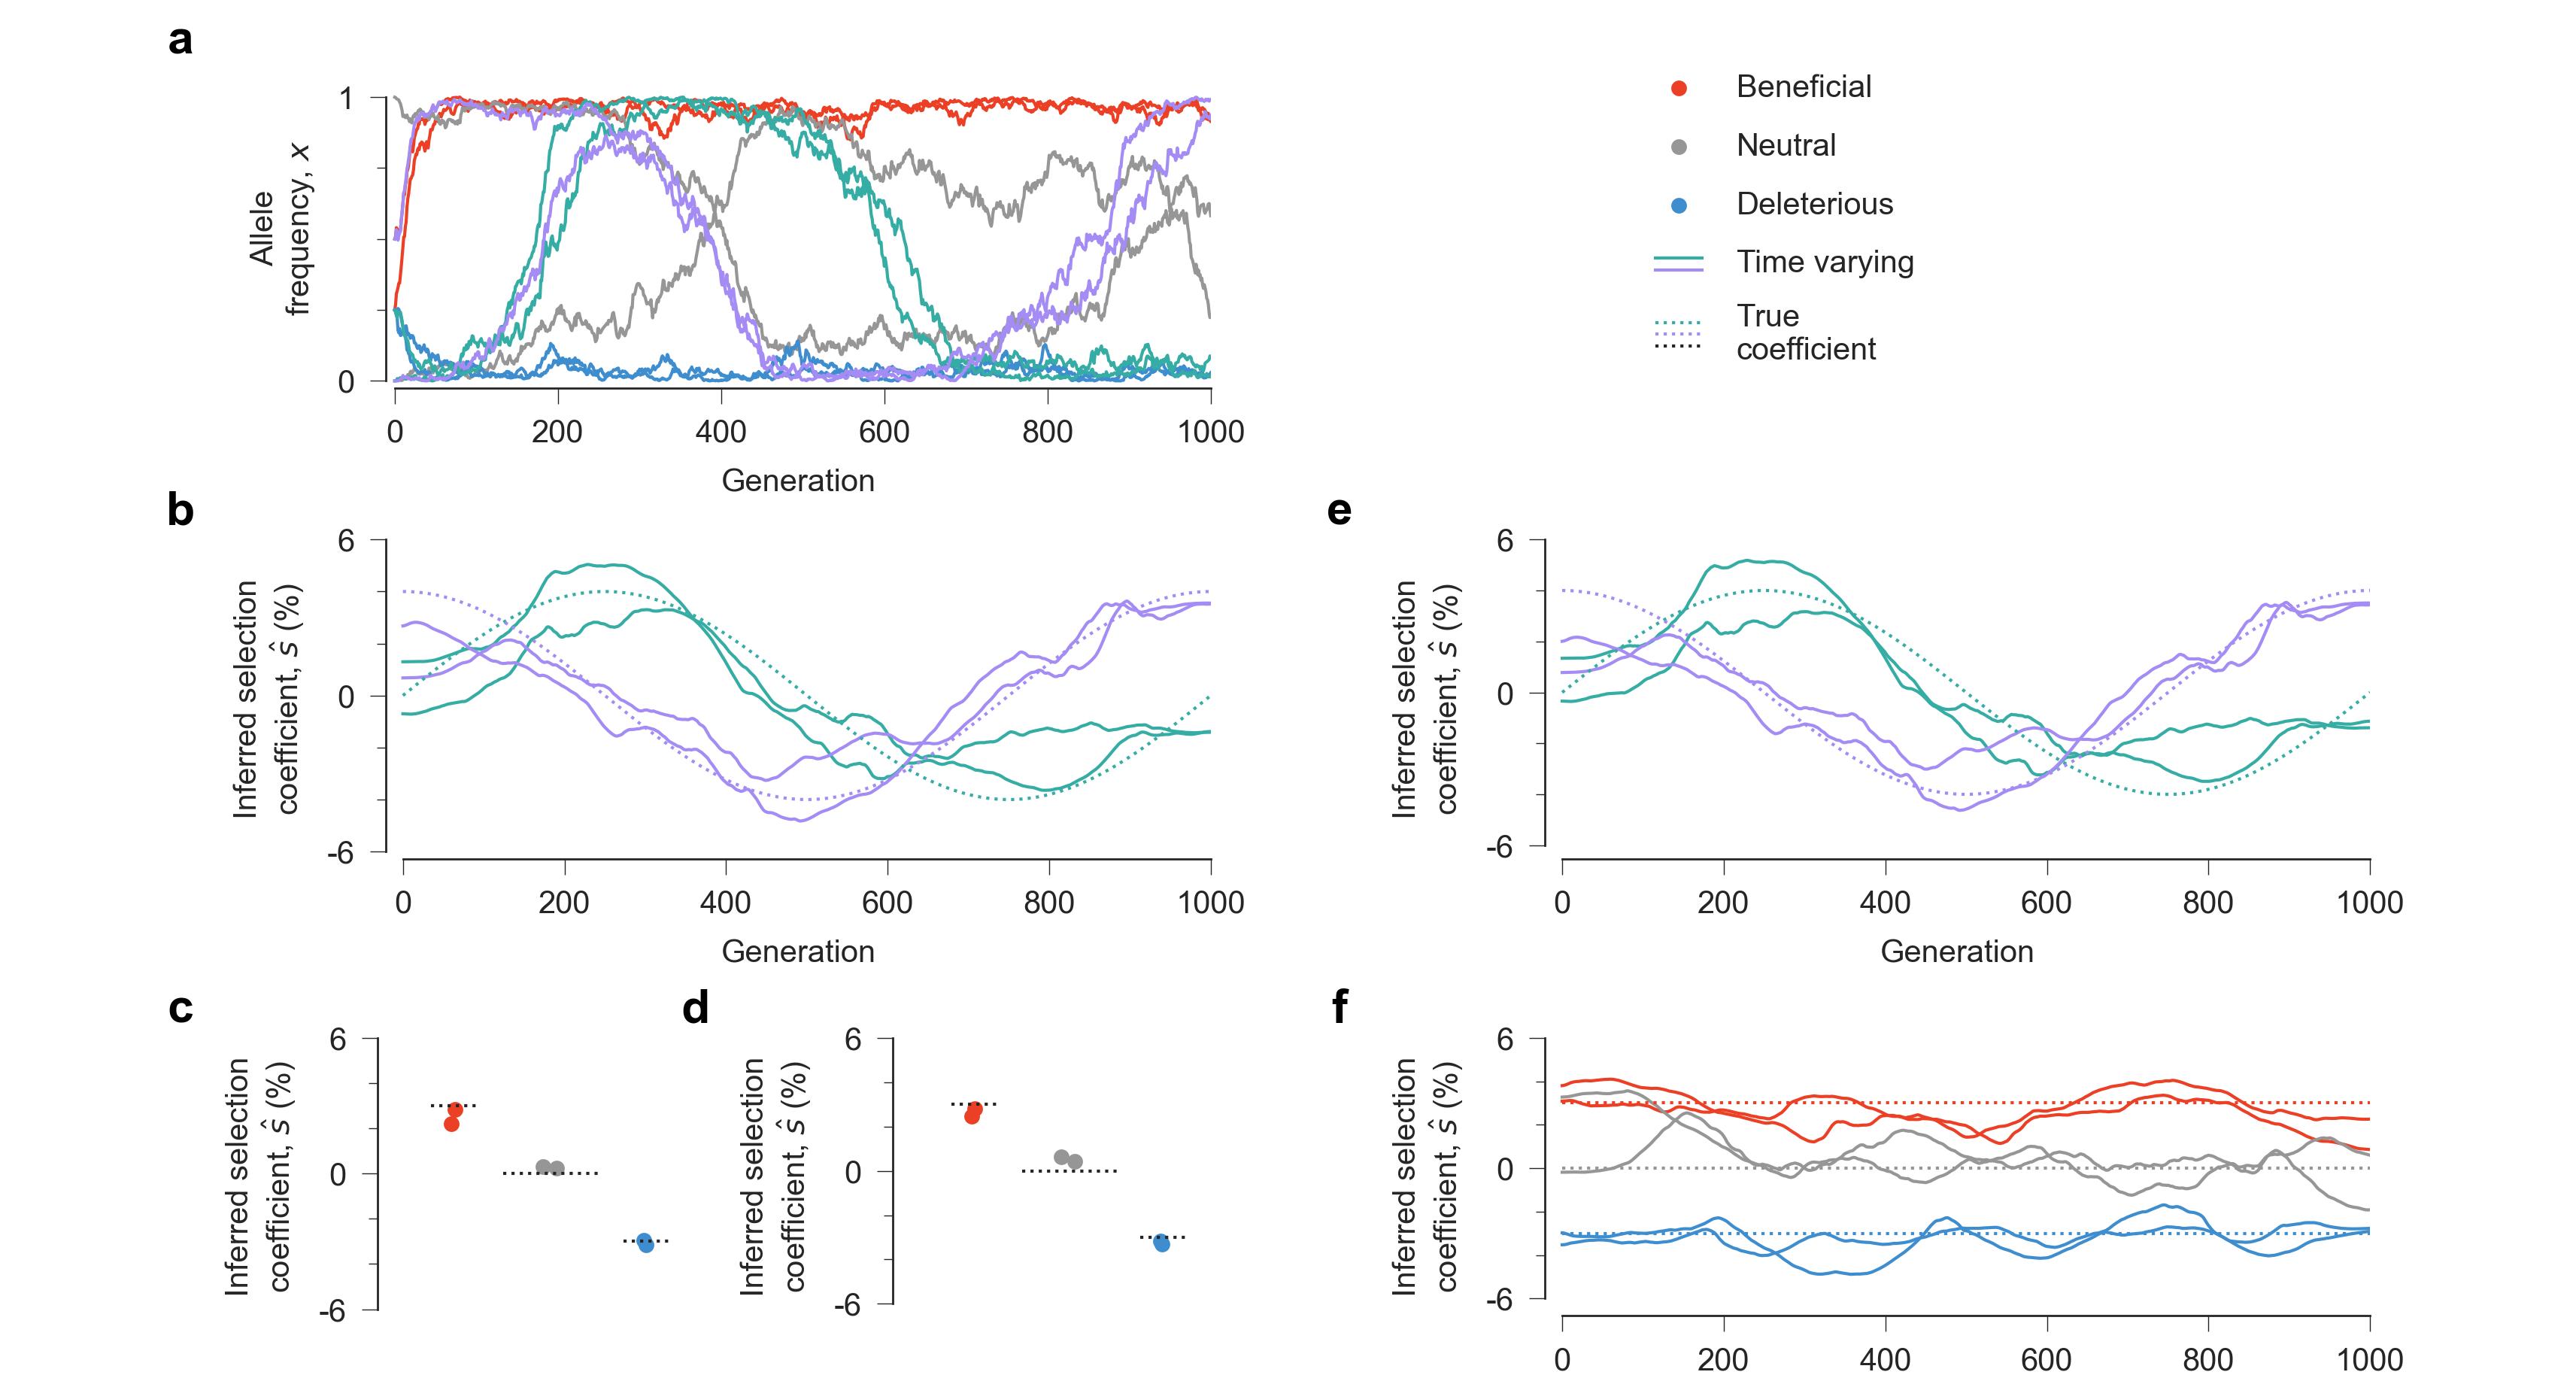 a
1
0
Allele
frequency, x
0 200 400 600 800 1000
Generation
Beneficial
Neutral
Deleterious
Time varying
True
coefficient
b
6
0
-6
Inferred selection
coefficient, ŝ (%)
0 200 400 600 800 1000
Generation
e
6
0
-6
Inferred selection
coefficient, ŝ (%)
0 200 400 600 800 1000
Generation
c
6
0
-6
Inferred selection
coefficient, ŝ (%)
d
6
0
-6
Inferred selection
coefficient, ŝ (%)
f
6
0
-6
Inferred selection
coefficient, ŝ (%)
0 200 400 600 800 1000